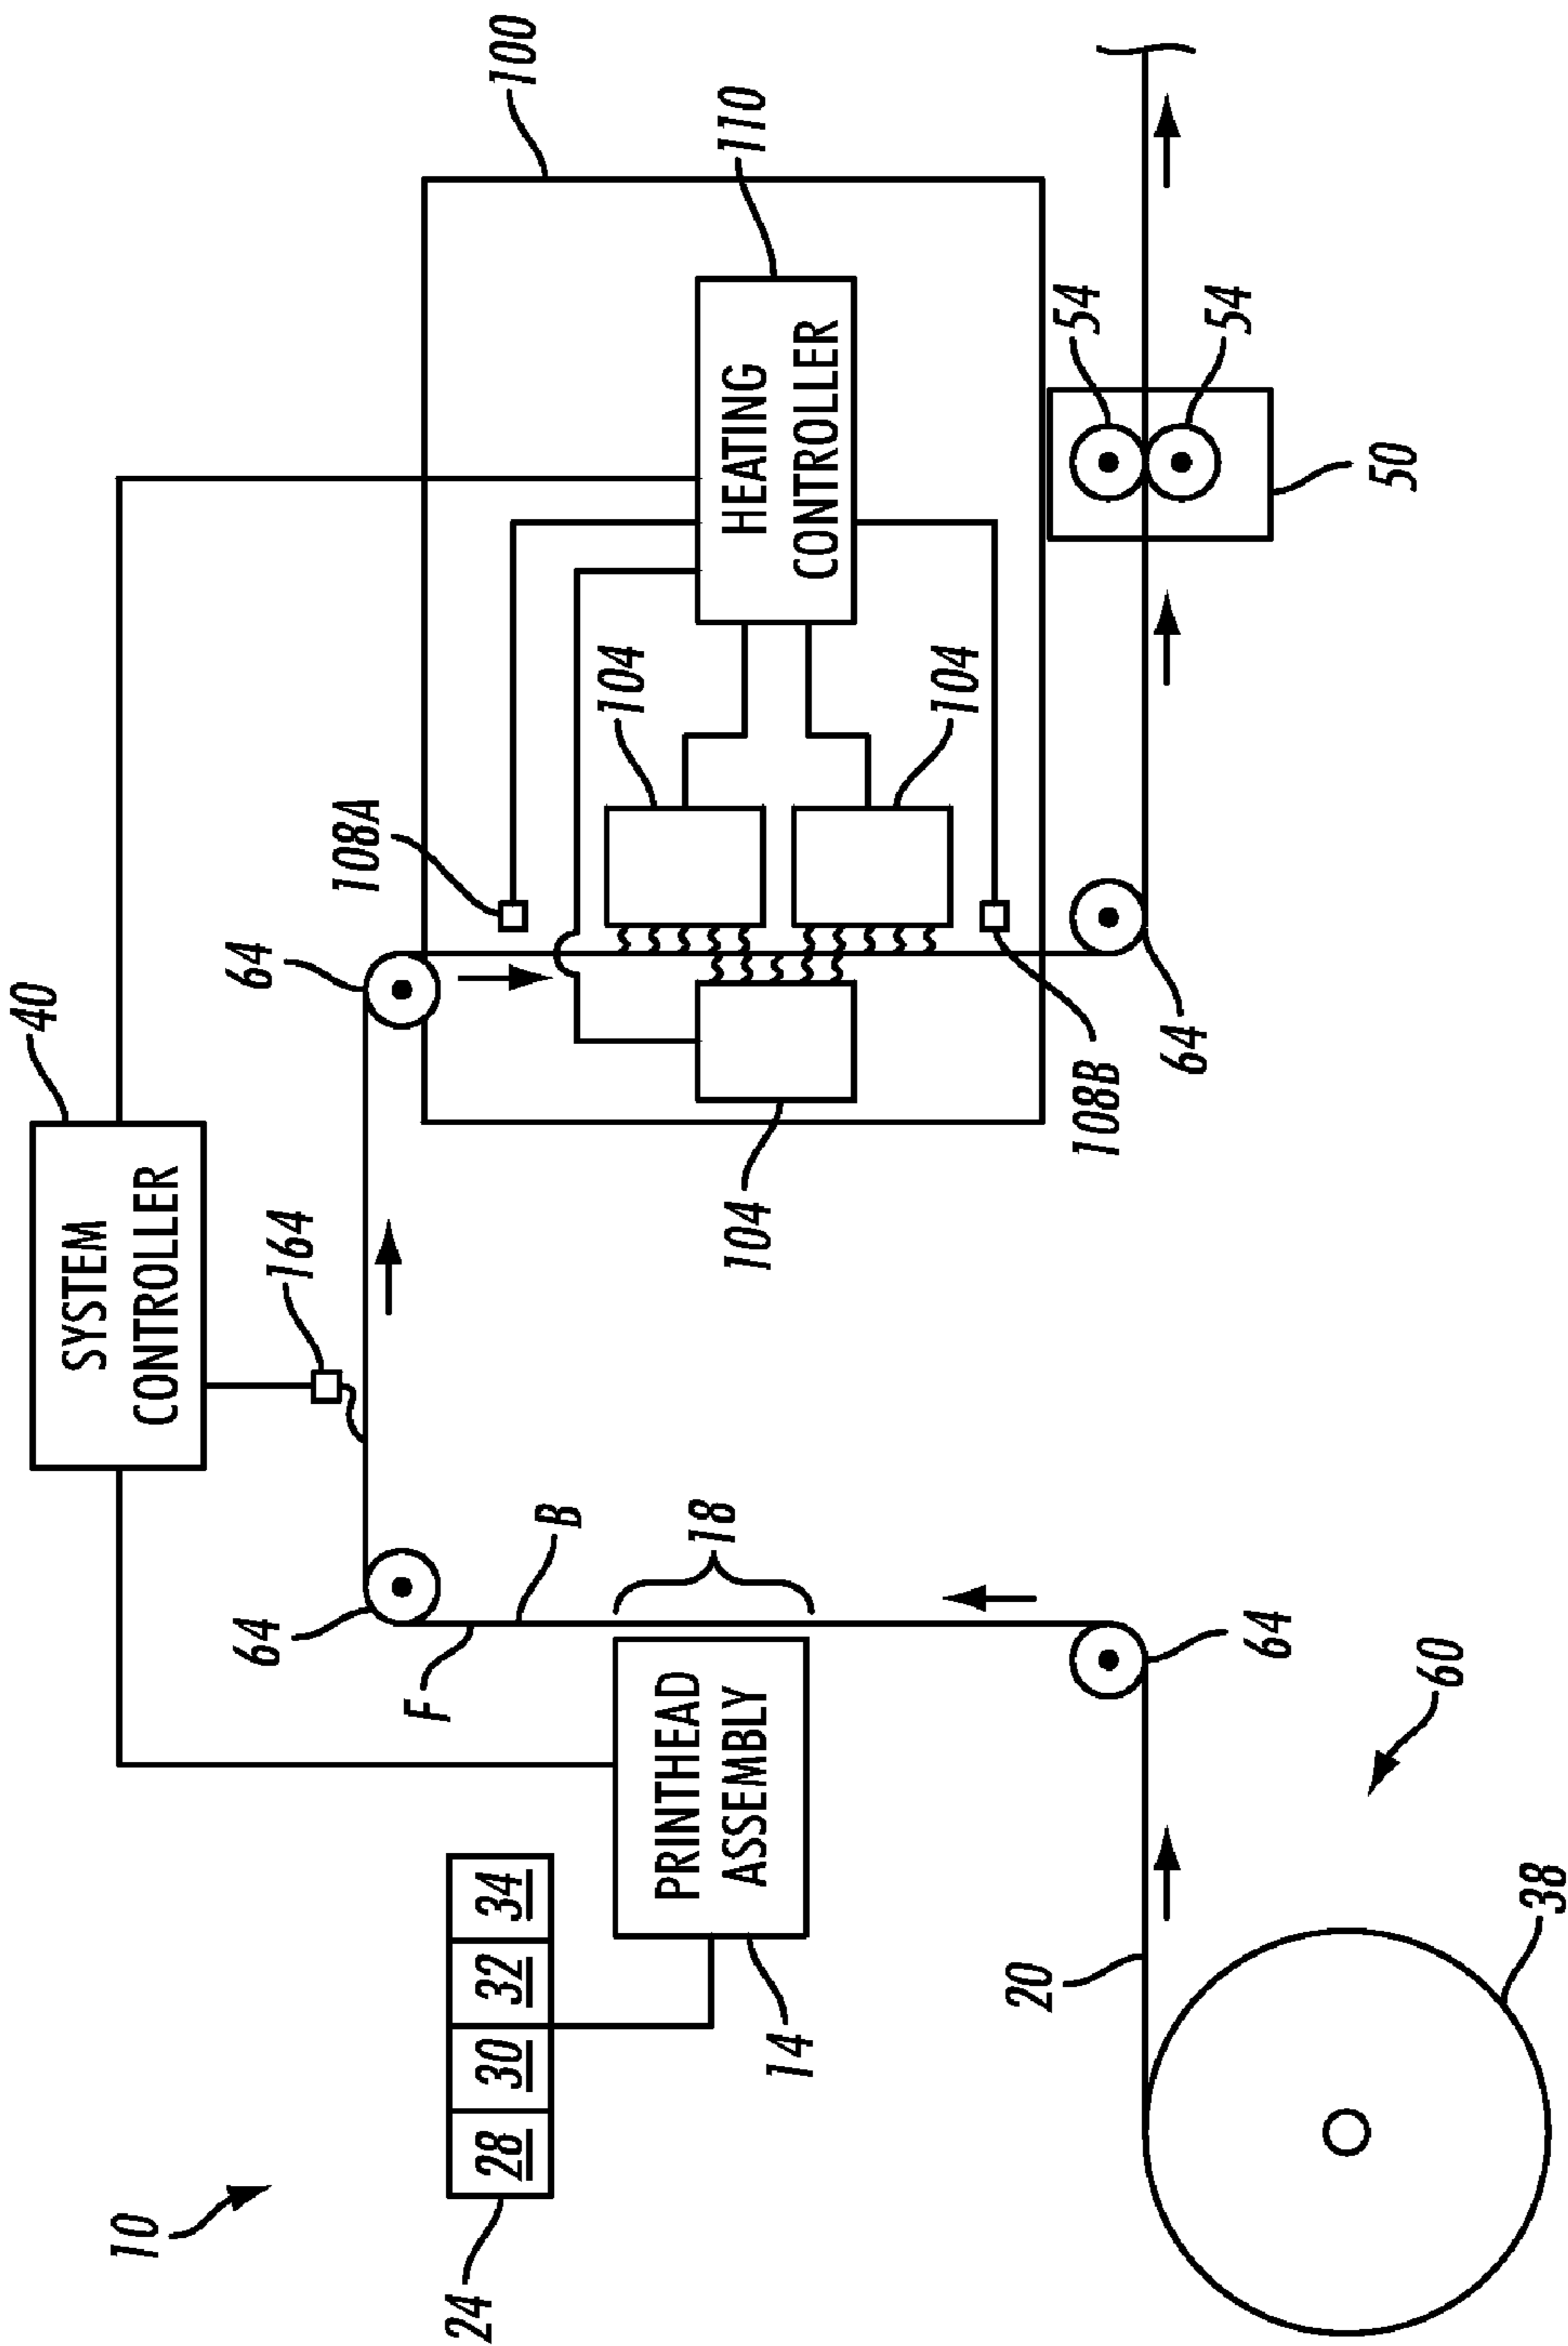 10
24
28 30 32 34
14
PRINTHEAD
ASSEMBLY
F
B
18
64
64
60
20
38
40
SYSTEM
CONTROLLER
164
64
108A
100
110
HEATING
CONTROLLER
104
104
104
108B
64
54
54
50